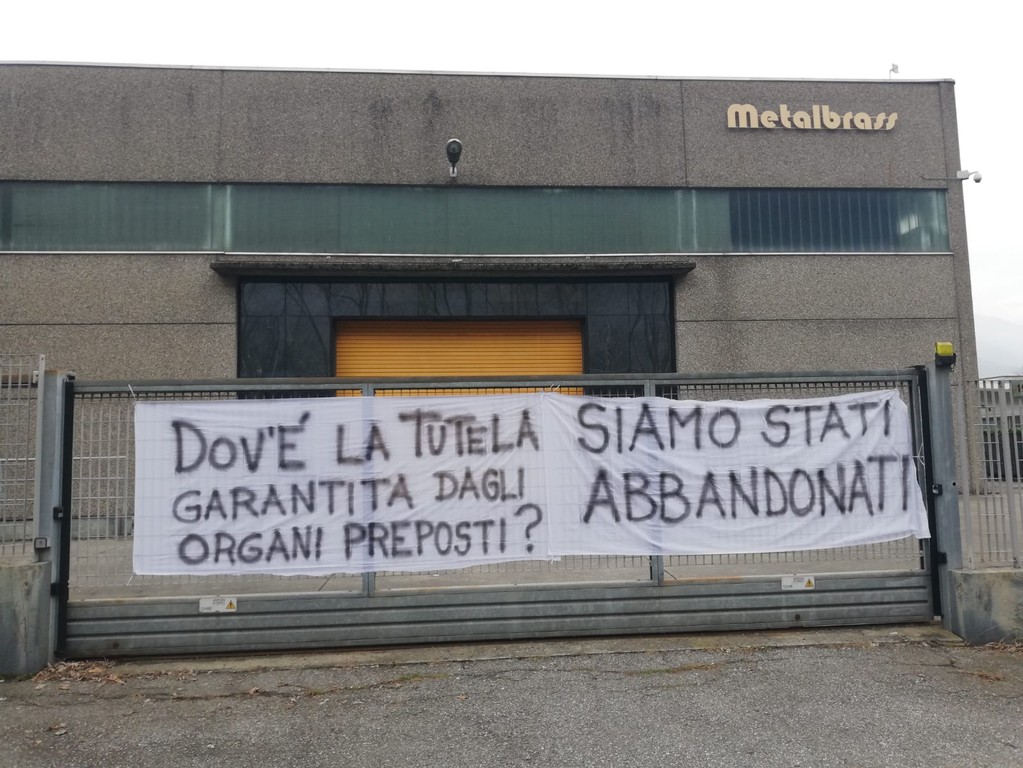 Metalbrass
DOV'É LA TUTELA
GARANTITA DAGLI
ORGANI PREPOSTI?
SIAMO STATI
ABBANDONATI